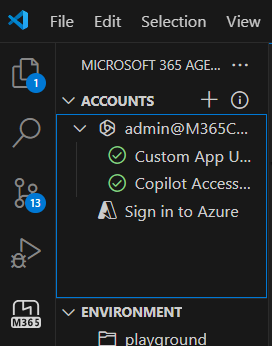 File Edit Selection View
MICROSOFT 365 AGE... ...
1
ACCOUNTS
admin@M365C...
Custom App U...
Copilot Access...
13
Sign in to Azure
M365
ENVIRONMENT
playground